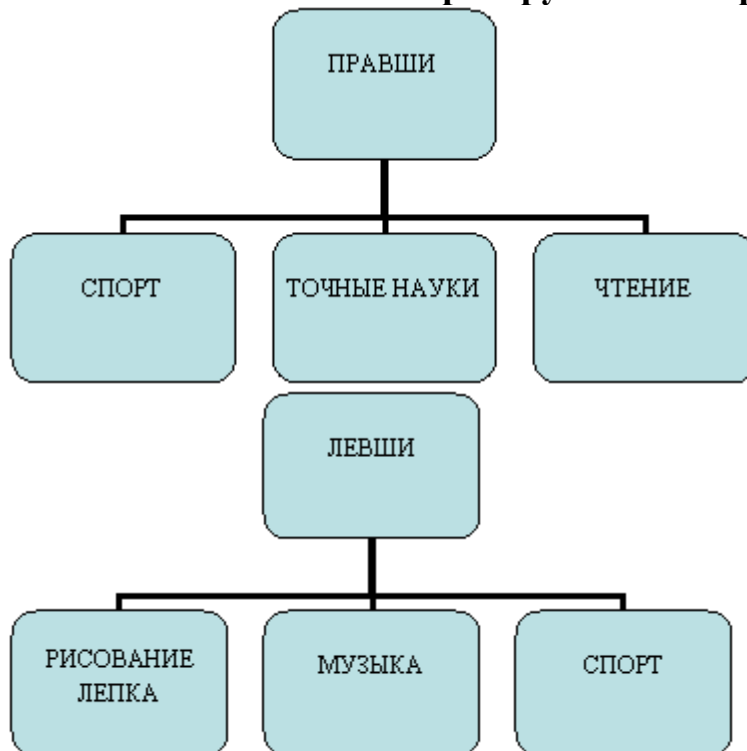 ПРАВШИ
СПОРТ
ТОЧНЫЕ НАУКИ
ЧТЕНИЕ
ЛЕВШИ
РИСОВАНИЕ
ЛЕПКА
МУЗЫКА
СПОРТ